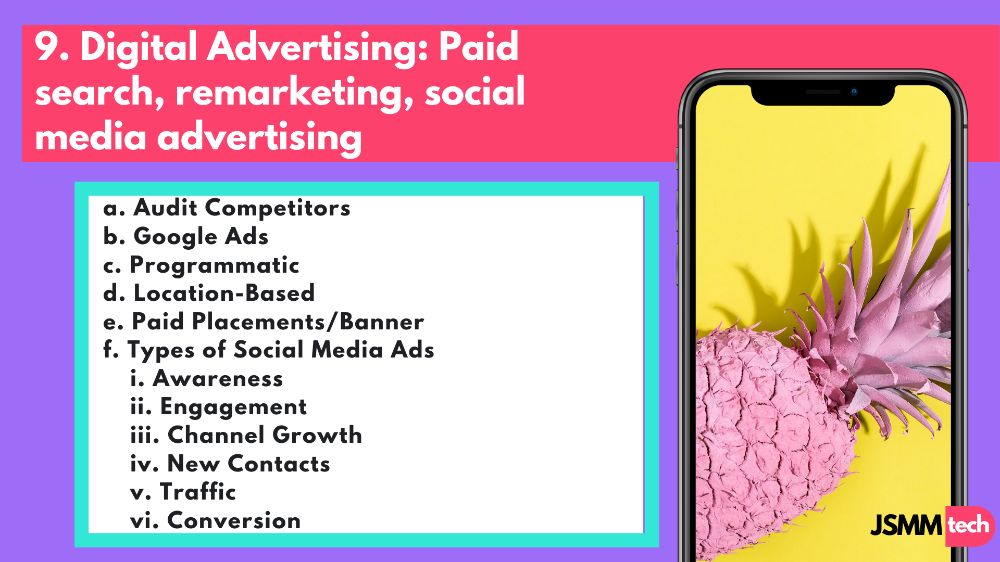 9. Digital Advertising: Paid
search, remarketing, social
media advertising
a. Audit Competitors
b. Google Ads
c. Programmatic
d. Location-Based
e. Paid Placements/Banner
f. Types of Social Media Ads
i. Awareness
ii. Engagement
iii. Channel Growth
iv. New Contacts
v. Traffic
vi. Conversion
JSMM tech